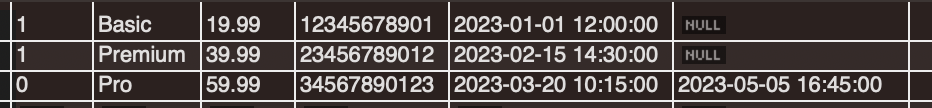 1 Basic 19.99 12345678901 2023-01-01 12:00:00 NULL
1 Premium 39.99 23456789012 2023-02-15 14:30:00 NULL
0 Pro 59.99 34567890123 2023-03-20 10:15:00 2023-05-05 16:45:00